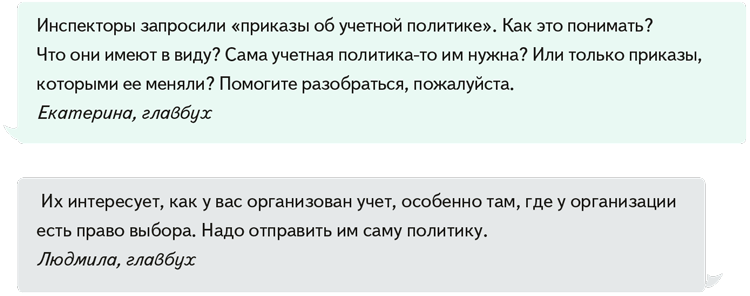 Инспекторы запросили «приказы об учетной политике». Как это понимать?
Что они имеют в виду? Сама учетная политика-то им нужна? Или только приказы,
которыми ее меняли? Помогите разобраться, пожалуйста.
Екатерина, главбух
Их интересует, как у вас организован учет, особенно там, где у организации
есть право выбора. Надо отправить им саму политику.
Людмила, главбух